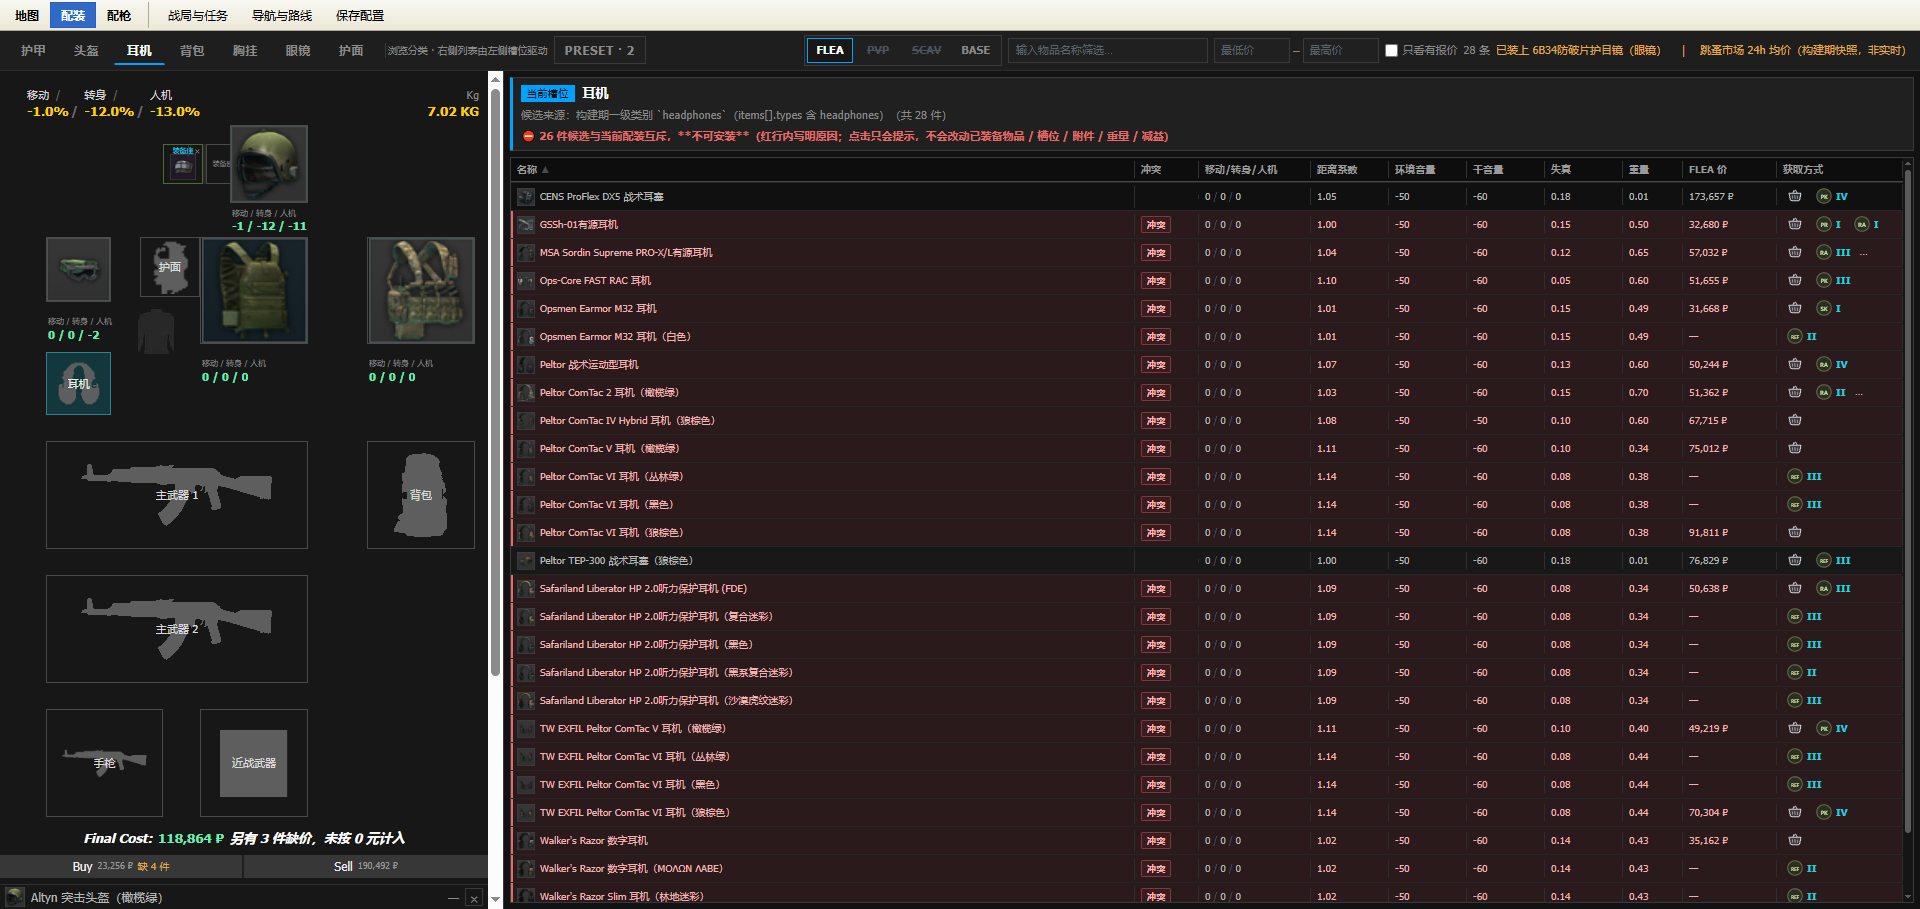 地图 配装 配枪 战局与任务 导航与路线 保存配置
护甲 头盔 耳机 背包 胸挂 眼镜 护面 浏览分类 · 右侧列表由左侧槽位驱动 PRESET · 2 FLEA PVP SCAV BASE 输入物品名称筛选... 最低价 — 最高价 只看有报价 28 条 已装上 6B34防破片护目镜（眼镜） | 跳蚤市场 24h 均价（构建期快照，非实时）
移动 / 转身 / 人机 Kg
-1.0% / -12.0% / -13.0% 7.02 KG
移动 / 转身 / 人机
-1 / -12 / -11
护面
移动 / 转身 / 人机
0 / 0 / -2
移动 / 转身 / 人机
0 / 0 / 0
移动 / 转身 / 人机
0 / 0 / 0
耳机
主武器 1
背包
主武器 2
手枪
近战武器
Final Cost: 118,864 ₽ 另有 3 件缺价，未按 0 元计入
Buy 23,256 ₽ 缺 4 件 Sell 190,492 ₽
Altyn 突击头盔（橄榄绿） — ×
当前槽位 耳机
候选来源：构建期一级类别 `headphones`（items[].types 含 headphones） （共 28 件）
26 件候选与当前配装互斥，**不可安装**（红行内写明原因；点击只会提示，不会改动已装备物品 / 槽位 / 附件 / 重量 / 减益）
名称 ▲ 冲突 移动/转身/人机 距离系数 环境音量 干音量 失真 重量 FLEA 价 获取方式
CENS ProFlex DX5 战术耳塞 0 / 0 / 0 1.05 -50 -60 0.18 0.01 173,657 ₽ PK IV
GSSh-01有源耳机 冲突 0 / 0 / 0 1.00 -50 -60 0.15 0.50 32,680 ₽ PR I RA I
MSA Sordin Supreme PRO-X/L有源耳机 冲突 0 / 0 / 0 1.04 -50 -60 0.12 0.65 57,032 ₽ RA III ...
Ops-Core FAST RAC 耳机 冲突 0 / 0 / 0 1.10 -50 -60 0.05 0.60 51,655 ₽ PK III
Opsmen Earmor M32 耳机 冲突 0 / 0 / 0 1.01 -50 -60 0.15 0.49 31,668 ₽ SK I
Opsmen Earmor M32 耳机（白色） 冲突 0 / 0 / 0 1.01 -50 -60 0.15 0.49 — REF II
Peltor 战术运动型耳机 冲突 0 / 0 / 0 1.07 -50 -60 0.13 0.60 50,244 ₽ RA IV
Peltor ComTac 2 耳机（橄榄绿） 冲突 0 / 0 / 0 1.03 -50 -60 0.15 0.70 51,362 ₽ RA II ...
Peltor ComTac IV Hybrid 耳机（狼棕色） 冲突 0 / 0 / 0 1.08 -50 -50 0.10 0.60 67,715 ₽
Peltor ComTac V 耳机（橄榄绿） 冲突 0 / 0 / 0 1.11 -50 -60 0.10 0.34 75,012 ₽
Peltor ComTac VI 耳机（丛林绿） 冲突 0 / 0 / 0 1.14 -50 -60 0.08 0.38 — REF III
Peltor ComTac VI 耳机（黑色） 冲突 0 / 0 / 0 1.14 -50 -60 0.08 0.38 — REF III
Peltor ComTac VI 耳机（狼棕色） 冲突 0 / 0 / 0 1.14 -50 -60 0.08 0.38 91,811 ₽
Peltor TEP-300 战术耳塞（狼棕色） 0 / 0 / 0 1.00 -50 -60 0.18 0.01 76,829 ₽ REF III
Safariland Liberator HP 2.0听力保护耳机 (FDE) 冲突 0 / 0 / 0 1.09 -50 -60 0.08 0.34 50,638 ₽ RA III
Safariland Liberator HP 2.0听力保护耳机（复合迷彩） 冲突 0 / 0 / 0 1.09 -50 -60 0.08 0.34 — REF III
Safariland Liberator HP 2.0听力保护耳机（黑色） 冲突 0 / 0 / 0 1.09 -50 -60 0.08 0.34 — REF III
Safariland Liberator HP 2.0听力保护耳机（黑系复合迷彩） 冲突 0 / 0 / 0 1.09 -50 -60 0.08 0.34 — REF II
Safariland Liberator HP 2.0听力保护耳机（沙漠虎纹迷彩） 冲突 0 / 0 / 0 1.09 -50 -60 0.08 0.34 — REF III
TW EXFIL Peltor ComTac V 耳机（橄榄绿） 冲突 0 / 0 / 0 1.11 -50 -60 0.10 0.40 49,219 ₽ PK IV
TW EXFIL Peltor ComTac VI 耳机（丛林绿） 冲突 0 / 0 / 0 1.14 -50 -60 0.08 0.44 — REF III
TW EXFIL Peltor ComTac VI 耳机（黑色） 冲突 0 / 0 / 0 1.14 -50 -60 0.08 0.44 — REF III
TW EXFIL Peltor ComTac VI 耳机（狼棕色） 冲突 0 / 0 / 0 1.14 -50 -60 0.08 0.44 70,304 ₽ PK IV
Walker's Razor 数字耳机 冲突 0 / 0 / 0 1.02 -50 -60 0.14 0.43 35,162 ₽
Walker's Razor 数字耳机（ΜΟΛΩΝ ΛΑΒΕ） 冲突 0 / 0 / 0 1.02 -50 -60 0.14 0.43 — REF II
Walker's Razor Slim 耳机（林地迷彩） 冲突 0 / 0 / 0 1.02 -50 -60 0.14 0.43 — REF II